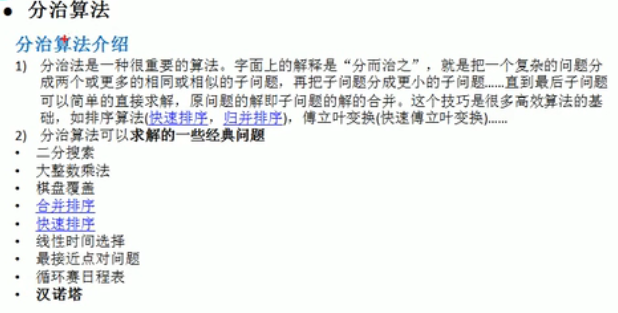 ● 分治算法
分治算法介绍
1) 分治法是一种很重要的算法。字面上的解释是“分而治之”，就是把一个复杂的问题分
成两个或更多的相同或相似的子问题，再把子问题分成更小的子问题……直到最后子问题
可以简单的直接求解，原问题的解即子问题的解的合并。这个技巧是很多高效算法的基
础，如排序算法(快速排序，归并排序)，傅立叶变换(快速傅立叶变换)……
2) 分治算法可以求解的一些经典问题
• 二分搜索
• 大整数乘法
• 棋盘覆盖
• 合并排序
• 快速排序
• 线性时间选择
• 最接近点对问题
• 循环赛日程表
• 汉诺塔